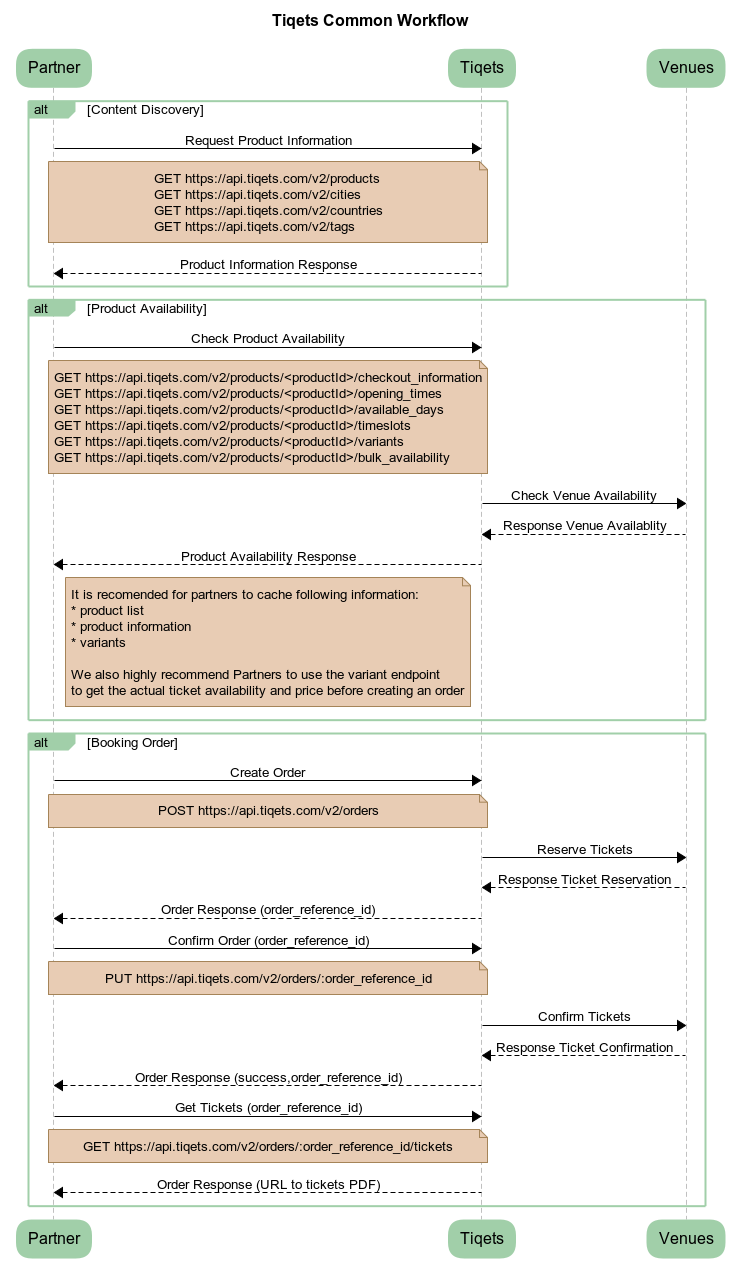 Tiqets Common Workflow
Partner
Tiqets
Venues
alt
[Content Discovery]
Request Product Information
GET https://api.tiqets.com/v2/products
GET https://api.tiqets.com/v2/cities
GET https://api.tiqets.com/v2/countries
GET https://api.tiqets.com/v2/tags
Product Information Response
alt
[Product Availability]
Check Product Availability
GET https://api.tiqets.com/v2/products/<productId>/checkout_information
GET https://api.tiqets.com/v2/products/<productId>/opening_times
GET https://api.tiqets.com/v2/products/<productId>/available_days
GET https://api.tiqets.com/v2/products/<productId>/timeslots
GET https://api.tiqets.com/v2/products/<productId>/variants
GET https://api.tiqets.com/v2/products/<productId>/bulk_availability
Check Venue Availability
Response Venue Availablity
Product Availability Response
It is recomended for partners to cache following information:
* product list
* product information
* variants
We also highly recommend Partners to use the variant endpoint
to get the actual ticket availability and price before creating an order
alt
[Booking Order]
Create Order
POST https://api.tiqets.com/v2/orders
Reserve Tickets
Response Ticket Reservation
Order Response (order_reference_id)
Confirm Order (order_reference_id)
PUT https://api.tiqets.com/v2/orders/:order_reference_id
Confirm Tickets
Response Ticket Confirmation
Order Response (success,order_reference_id)
Get Tickets (order_reference_id)
GET https://api.tiqets.com/v2/orders/:order_reference_id/tickets
Order Response (URL to tickets PDF)
Partner
Tiqets
Venues